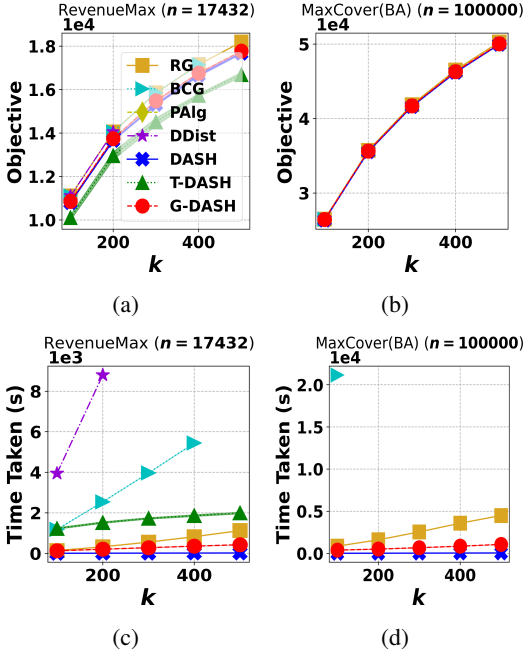 RevenueMax (n = 17432)
1e4
1.8
1.6
1.4
1.2
1.0
Objective
200
400
k
RG
BCG
PAlg
DDist
DASH
T-DASH
G-DASH
(a)
MaxCover(BA) (n = 100000)
1e4
5
4
3
Objective
200
400
k
(b)
RevenueMax (n = 17432)
1e3
8
6
4
2
0
Time Taken (s)
200
400
k
(c)
MaxCover(BA) (n = 100000)
1e4
2.0
1.5
1.0
0.5
0.0
Time Taken (s)
200
400
k
(d)